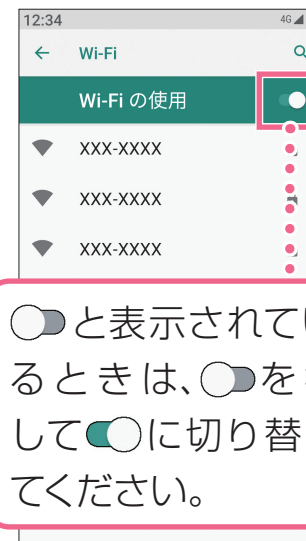 12:34 4G
Wi-Fi
Wi-Fi の使用
XXX-XXXX
XXX-XXXX
XXX-XXXX
と表示されてい
るときは、を
してに切り替
てください。